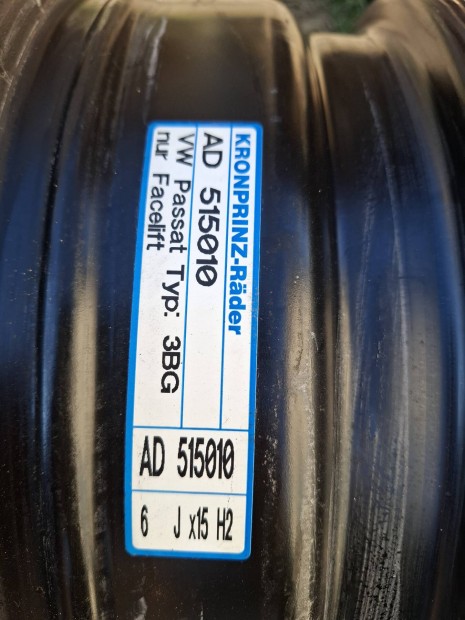 KRONPRINZ-Räder
AD 515010
VW Passat Typ: 3BG
nur Facelift
AD 515010
6 J x15 H2